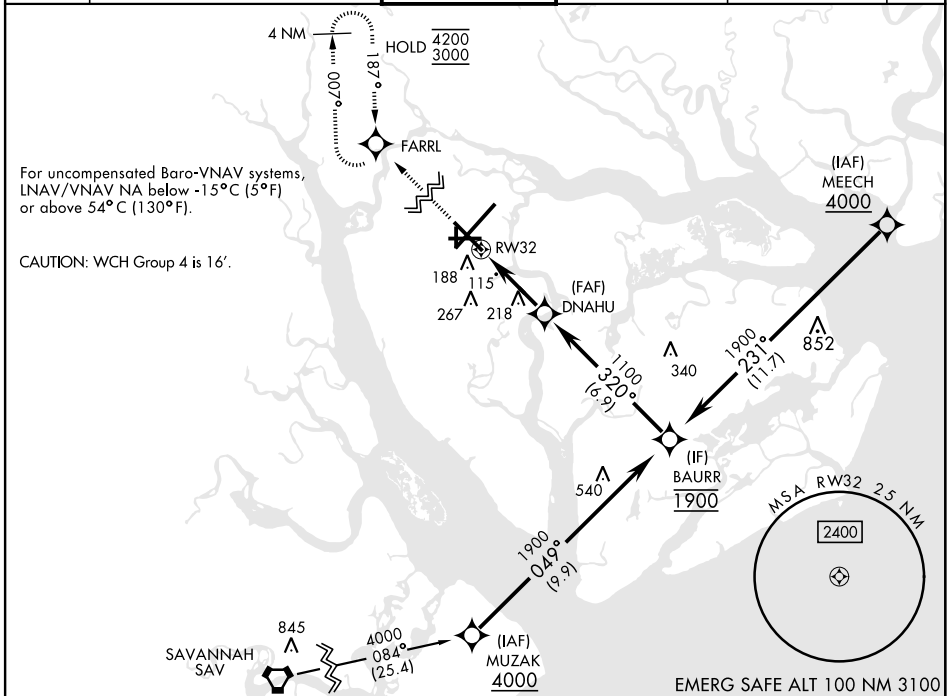 4 NM
HOLD 4200
3000
007°
187°
FARRL
For uncompensated Baro-VNAV systems,
LNAV/VNAV NA below -15°C (5°F)
or above 54°C (130°F).
CAUTION: WCH Group 4 is 16'.
(IAF)
MEECH
4000
RW32
188
115
267
218
(FAF)
DNAHU
852
1900
231°
(11.7)
340
1100
320°
(6.9)
(IF)
BAURR
1900
540
MSA RW32 25 NM
2400
1900
049°
(9.9)
845
SAVANNAH
SAV
4000
084°
(25.4)
(IAF)
MUZAK
4000
EMERG SAFE ALT 100 NM 3100